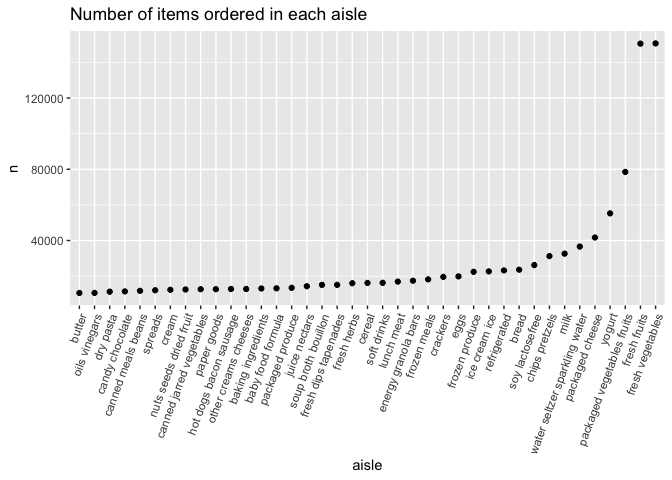 Number of items ordered in each aisle
n
120000
80000
40000
butter
oils vinegars
dry pasta
candy chocolate
canned meals beans
spreads
cream
nuts seeds dried fruit
canned jarred vegetables
paper goods
hot dogs bacon sausage
other creams cheeses
baking ingredients
baby food formula
packaged produce
juice nectars
soup broth bouillon
fresh dips tapenades
fresh herbs
cereal
soft drinks
lunch meat
energy granola bars
frozen meals
crackers
eggs
frozen produce
ice cream ice
refrigerated
bread
soy lactosefree
chips pretzels
milk
water seltzer sparkling water
packaged cheese
yogurt
packaged vegetables fruits
fresh fruits
fresh vegetables
aisle